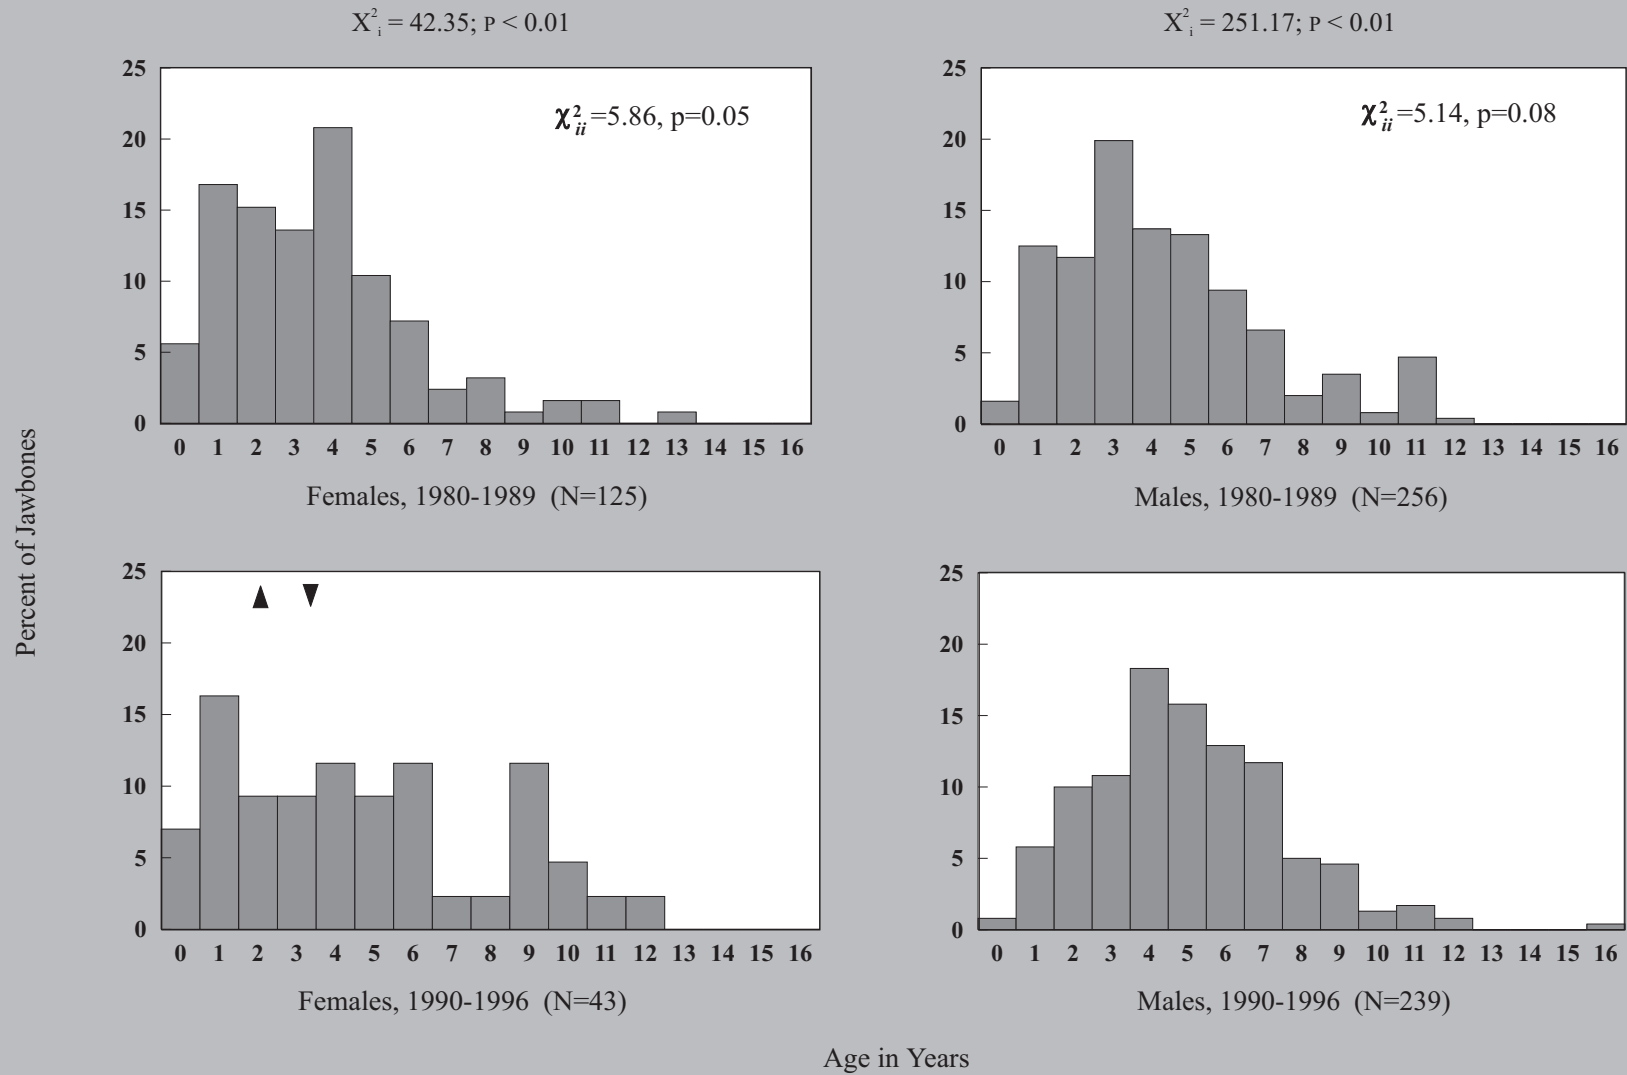 X²ᵢ = 42.35; P < 0.01
X²ᵢ = 251.17; P < 0.01
Percent of Jawbones
25
20
15
10
5
0
χ²ᵢᵢ=5.86, p=0.05
0 1 2 3 4 5 6 7 8 9 10 11 12 13 14 15 16
Females, 1980-1989 (N=125)
25
20
15
10
5
0
χ²ᵢᵢ=5.14, p=0.08
0 1 2 3 4 5 6 7 8 9 10 11 12 13 14 15 16
Males, 1980-1989 (N=256)
25
20
15
10
5
0
0 1 2 3 4 5 6 7 8 9 10 11 12 13 14 15 16
Females, 1990-1996 (N=43)
25
20
15
10
5
0
0 1 2 3 4 5 6 7 8 9 10 11 12 13 14 15 16
Males, 1990-1996 (N=239)
Age in Years